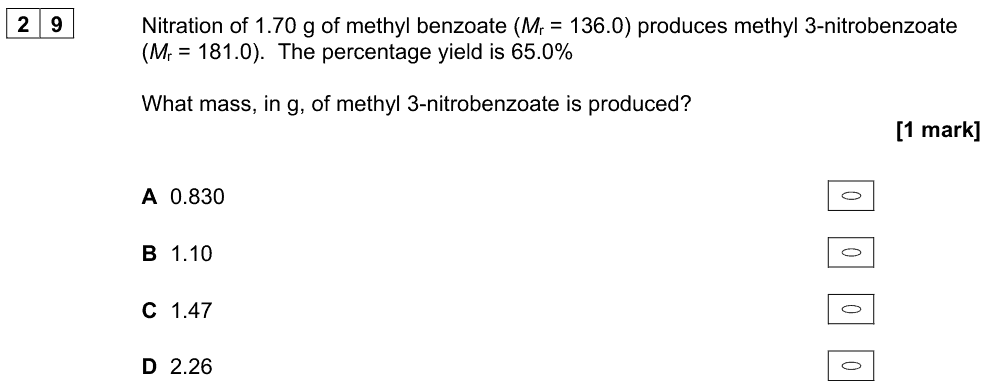 2 9 Nitration of 1.70 g of methyl benzoate (Mr = 136.0) produces methyl 3-nitrobenzoate
(Mr = 181.0). The percentage yield is 65.0%
What mass, in g, of methyl 3-nitrobenzoate is produced?
[1 mark]
A 0.830
B 1.10
C 1.47
D 2.26